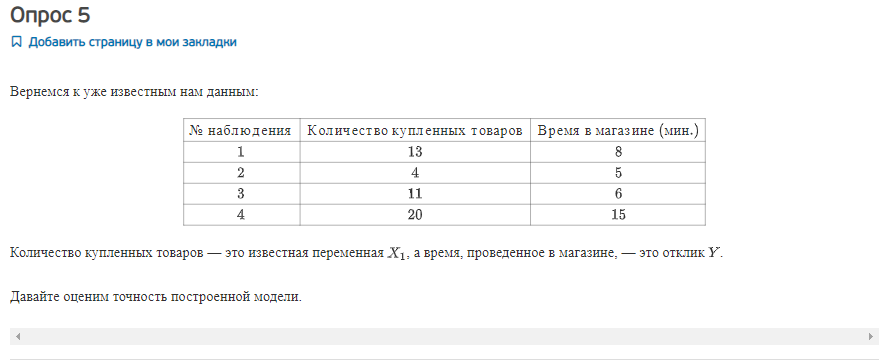 Опрос 5
Добавить страницу в мои закладки
Вернемся к уже известным нам данным:
№ наблюдения Количество купленных товаров Время в магазине (мин.)
1 13 8
2 4 5
3 11 6
4 20 15
Количество купленных товаров — это известная переменная X₁, а время, проведенное в магазине, — это отклик Y.
Давайте оценим точность построенной модели.